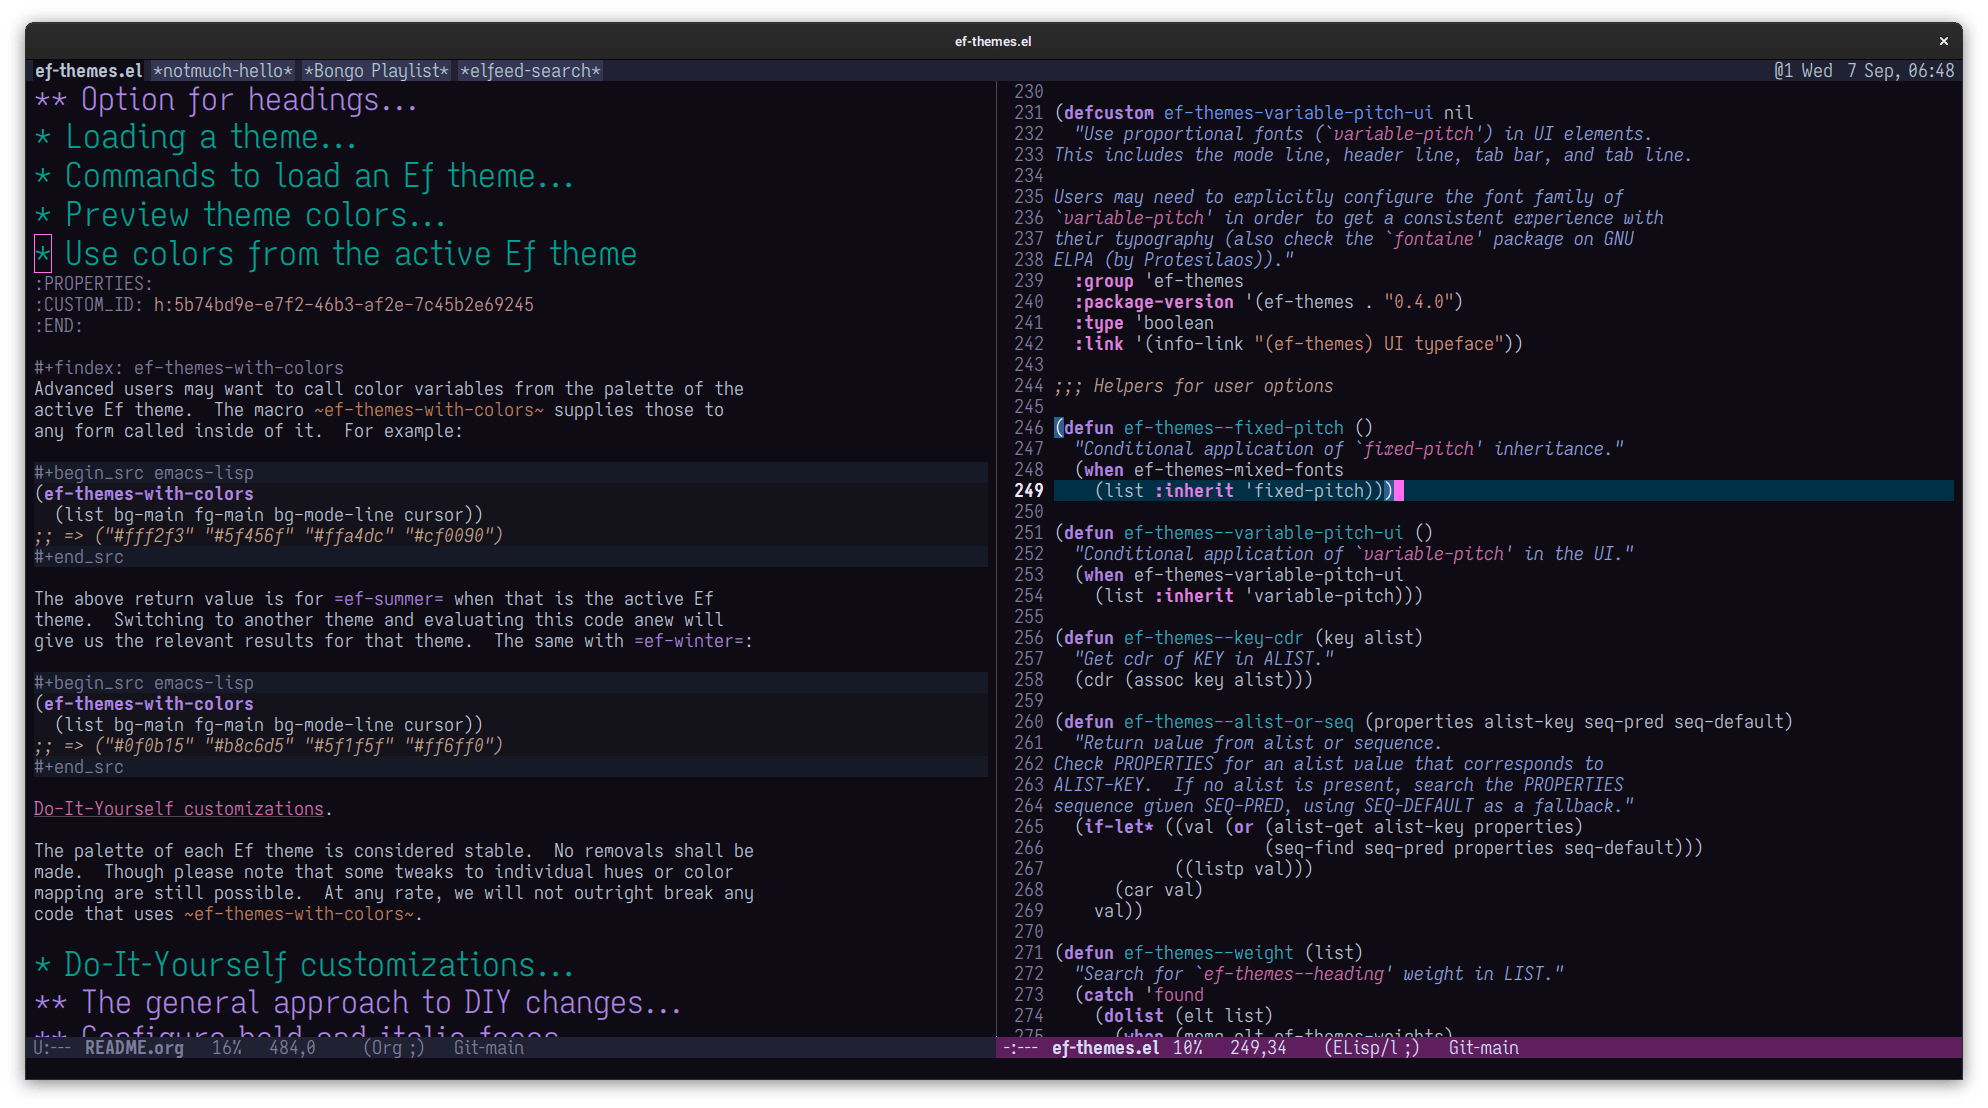 ef-themes.el
ef-themes.el *notmuch-hello* *Bongo Playlist* *elfeed-search*
@1 Wed  7 Sep, 06:48
** Option for headings...
* Loading a theme...
* Commands to load an Ef theme...
* Preview theme colors...
* Use colors from the active Ef theme
:PROPERTIES:
:CUSTOM_ID: h:5b74bd9e-e7f2-46b3-af2e-7c45b2e69245
:END:
#+findex: ef-themes-with-colors
Advanced users may want to call color variables from the palette of the
active Ef theme.  The macro ~ef-themes-with-colors~ supplies those to
any form called inside of it.  For example:
#+begin_src emacs-lisp
(ef-themes-with-colors
  (list bg-main fg-main bg-mode-line cursor))
;; => ("#fff2f3" "#5f456f" "#ffa4dc" "#cf0090")
#+end_src
The above return value is for =ef-summer= when that is the active Ef
theme.  Switching to another theme and evaluating this code anew will
give us the relevant results for that theme.  The same with =ef-winter=:
#+begin_src emacs-lisp
(ef-themes-with-colors
  (list bg-main fg-main bg-mode-line cursor))
;; => ("#0f0b15" "#b8c6d5" "#5f1f5f" "#ff6ff0")
#+end_src
Do-It-Yourself customizations.
The palette of each Ef theme is considered stable.  No removals shall be
made.  Though please note that some tweaks to individual hues or color
mapping are still possible.  At any rate, we will not outright break any
code that uses ~ef-themes-with-colors~.
* Do-It-Yourself customizations...
** The general approach to DIY changes...
** Configure bold and italic faces...
U:--- README.org   16%   484,0     (Org ;)   Git-main
230
231 (defcustom ef-themes-variable-pitch-ui nil
232   "Use proportional fonts (`variable-pitch') in UI elements.
233 This includes the mode line, header line, tab bar, and tab line.
234
235 Users may need to explicitly configure the font family of
236 `variable-pitch' in order to get a consistent experience with
237 their typography (also check the `fontaine' package on GNU
238 ELPA (by Protesilaos))."
239   :group 'ef-themes
240   :package-version '(ef-themes . "0.4.0")
241   :type 'boolean
242   :link '(info-link "(ef-themes) UI typeface"))
243
244 ;;; Helpers for user options
245
246 (defun ef-themes--fixed-pitch ()
247   "Conditional application of `fixed-pitch' inheritance."
248   (when ef-themes-mixed-fonts
249     (list :inherit 'fixed-pitch)))
250
251 (defun ef-themes--variable-pitch-ui ()
252   "Conditional application of `variable-pitch' in the UI."
253   (when ef-themes-variable-pitch-ui
254     (list :inherit 'variable-pitch)))
255
256 (defun ef-themes--key-cdr (key alist)
257   "Get cdr of KEY in ALIST."
258   (cdr (assoc key alist)))
259
260 (defun ef-themes--alist-or-seq (properties alist-key seq-pred seq-default)
261   "Return value from alist or sequence.
262 Check PROPERTIES for an alist value that corresponds to
263 ALIST-KEY.  If no alist is present, search the PROPERTIES
264 sequence given SEQ-PRED, using SEQ-DEFAULT as a fallback."
265   (if-let* ((val (or (alist-get alist-key properties)
266                      (seq-find seq-pred properties seq-default)))
267             ((listp val)))
268       (car val)
269     val))
270
271 (defun ef-themes--weight (list)
272   "Search for `ef-themes--heading' weight in LIST."
273   (catch 'found
274     (dolist (elt list)
275       (when (memq elt ef-themes-weights)
-:--- ef-themes.el 10%   249,34    (ELisp/l ;)   Git-main